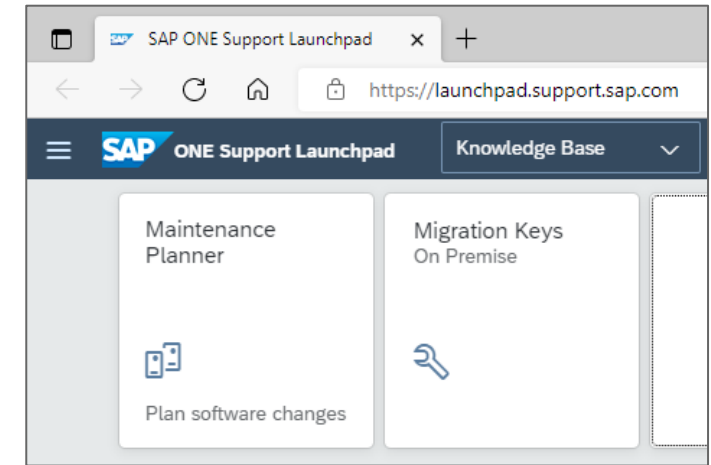 SAP ONE Support Launchpad
https://launchpad.support.sap.com
SAP ONE Support Launchpad Knowledge Base
Maintenance
Planner
Plan software changes
Migration Keys
On Premise